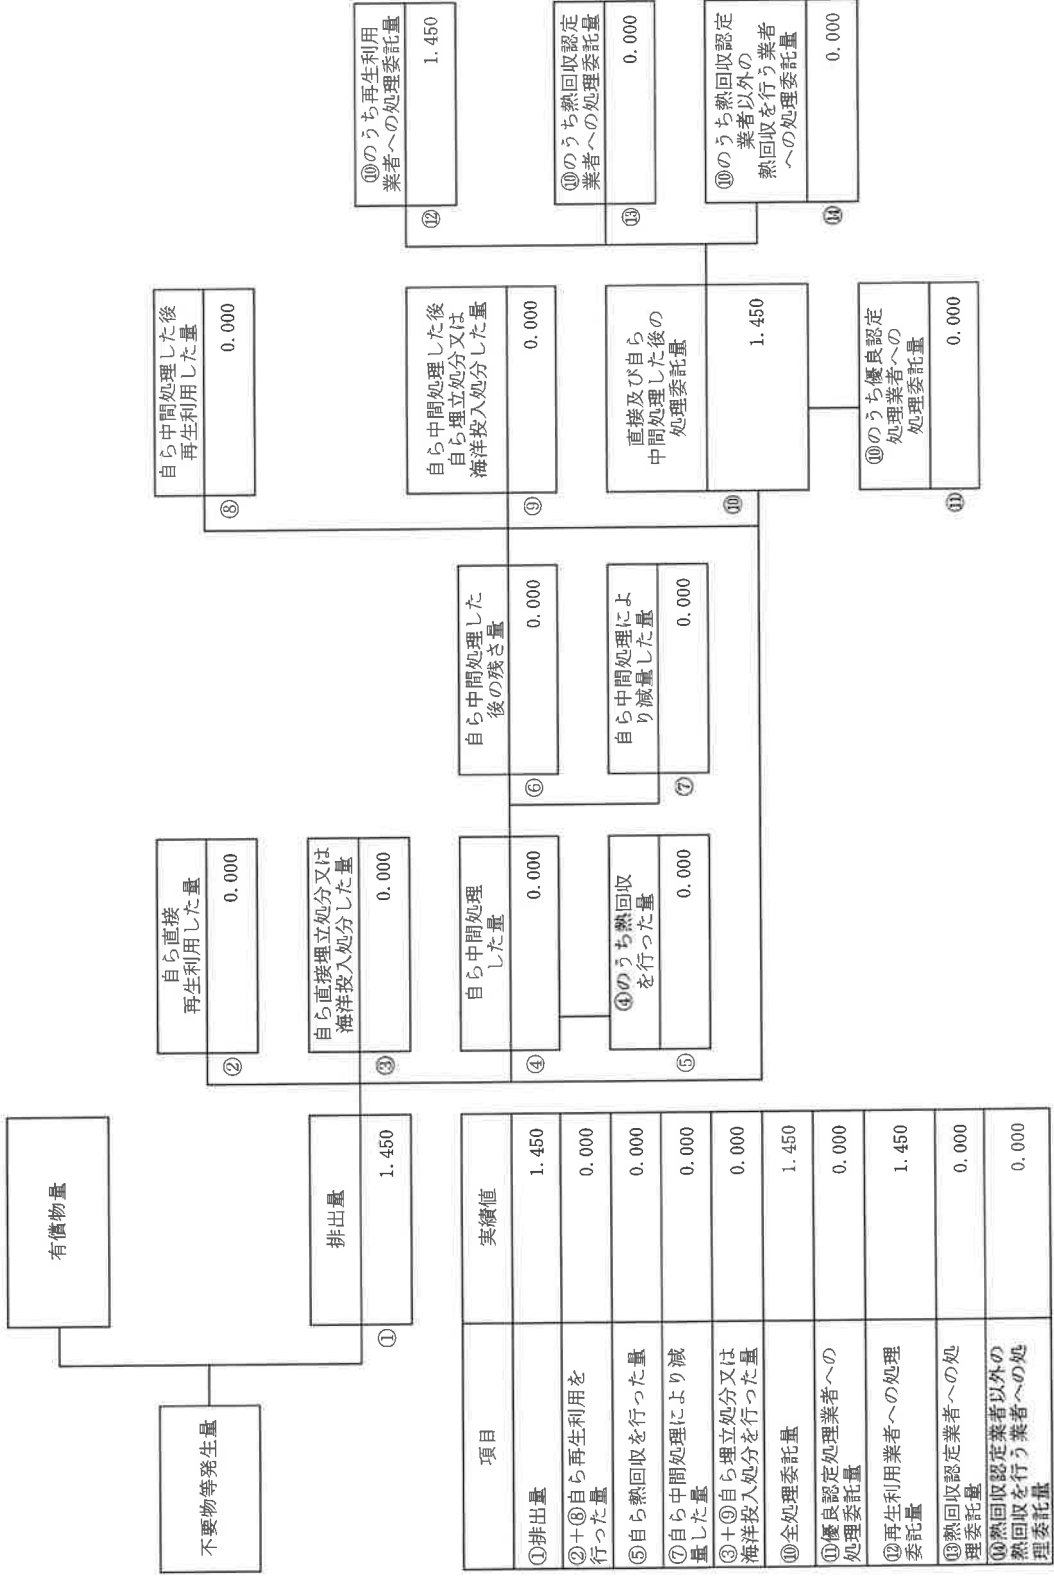 不要物等発生量
有償物量
排出量
① 1.450
自ら直接
再生利用した量
② 0.000
自ら直接埋立処分又は
海洋投入処分した量
③ 0.000
自ら中間処理
した量
④ 0.000
④のうち熱回収
を行った量
⑤ 0.000
自ら中間処理した
後の残さ量
⑥ 0.000
自ら中間処理によ
り減量した量
⑦ 0.000
自ら中間処理した後
再生利用した量
⑧ 0.000
自ら中間処理した後
自ら埋立処分又は
海洋投入処分した量
⑨ 0.000
直接及び自ら
中間処理した後の
処理委託量
⑩ 1.450
⑩のうち優良認定
処理業者への
処理委託量
⑪ 0.000
⑩のうち再生利用
業者への処理委託量
⑫ 1.450
⑩のうち熱回収認定
業者への処理委託量
⑬ 0.000
⑩のうち熱回収認定
業者以外の
熱回収を行う業者
への処理委託量
⑭ 0.000
項目 実績値
①排出量 1.450
②+⑧自ら再生利用を
行った量 0.000
⑤自ら熱回収を行った量 0.000
⑦自ら中間処理により減
量した量 0.000
③+⑨自ら埋立処分又は
海洋投入処分を行った量 0.000
⑩全処理委託量 1.450
⑪優良認定処理業者への
処理委託量 0.000
⑫再生利用業者への処理
委託量 1.450
⑬熱回収認定業者への処
理委託量 0.000
⑭熱回収認定業者以外の
熱回収を行う業者への処
理委託量 0.000